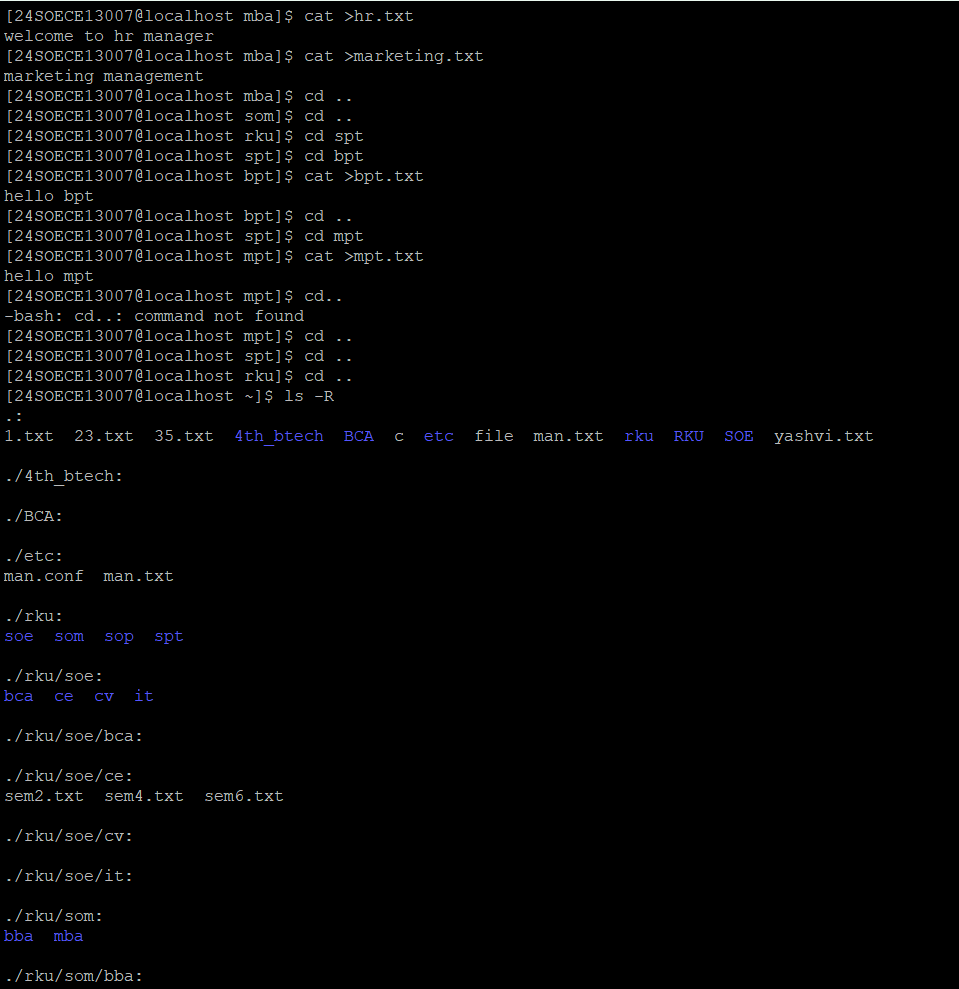 [24SOECE13007@localhost mba]$ cat >hr.txt
welcome to hr manager
[24SOECE13007@localhost mba]$ cat >marketing.txt
marketing management
[24SOECE13007@localhost mba]$ cd ..
[24SOECE13007@localhost som]$ cd ..
[24SOECE13007@localhost rku]$ cd spt
[24SOECE13007@localhost spt]$ cd bpt
[24SOECE13007@localhost bpt]$ cat >bpt.txt
hello bpt
[24SOECE13007@localhost bpt]$ cd ..
[24SOECE13007@localhost spt]$ cd mpt
[24SOECE13007@localhost mpt]$ cat >mpt.txt
hello mpt
[24SOECE13007@localhost mpt]$ cd..
-bash: cd..: command not found
[24SOECE13007@localhost mpt]$ cd ..
[24SOECE13007@localhost spt]$ cd ..
[24SOECE13007@localhost rku]$ cd ..
[24SOECE13007@localhost ~]$ ls -R
.:
1.txt  23.txt  35.txt  4th_btech  BCA  c  etc  file  man.txt  rku  RKU  SOE  yashvi.txt

./4th_btech:

./BCA:

./etc:
man.conf  man.txt

./rku:
soe  som  sop  spt

./rku/soe:
bca  ce  cv  it

./rku/soe/bca:

./rku/soe/ce:
sem2.txt  sem4.txt  sem6.txt

./rku/soe/cv:

./rku/soe/it:

./rku/som:
bba  mba

./rku/som/bba: